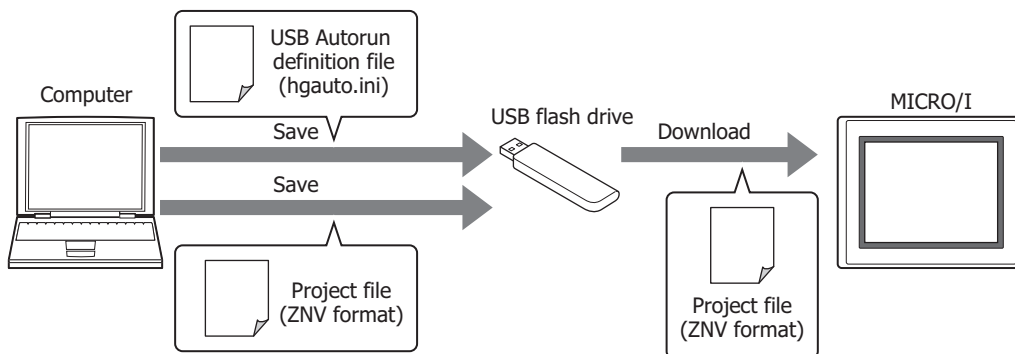 USB Autorun
definition file
(hgauto.ini)
Computer
Save
USB flash drive
Download
MICRO/I
Save
Project file
(ZNV format)
Project file
(ZNV format)